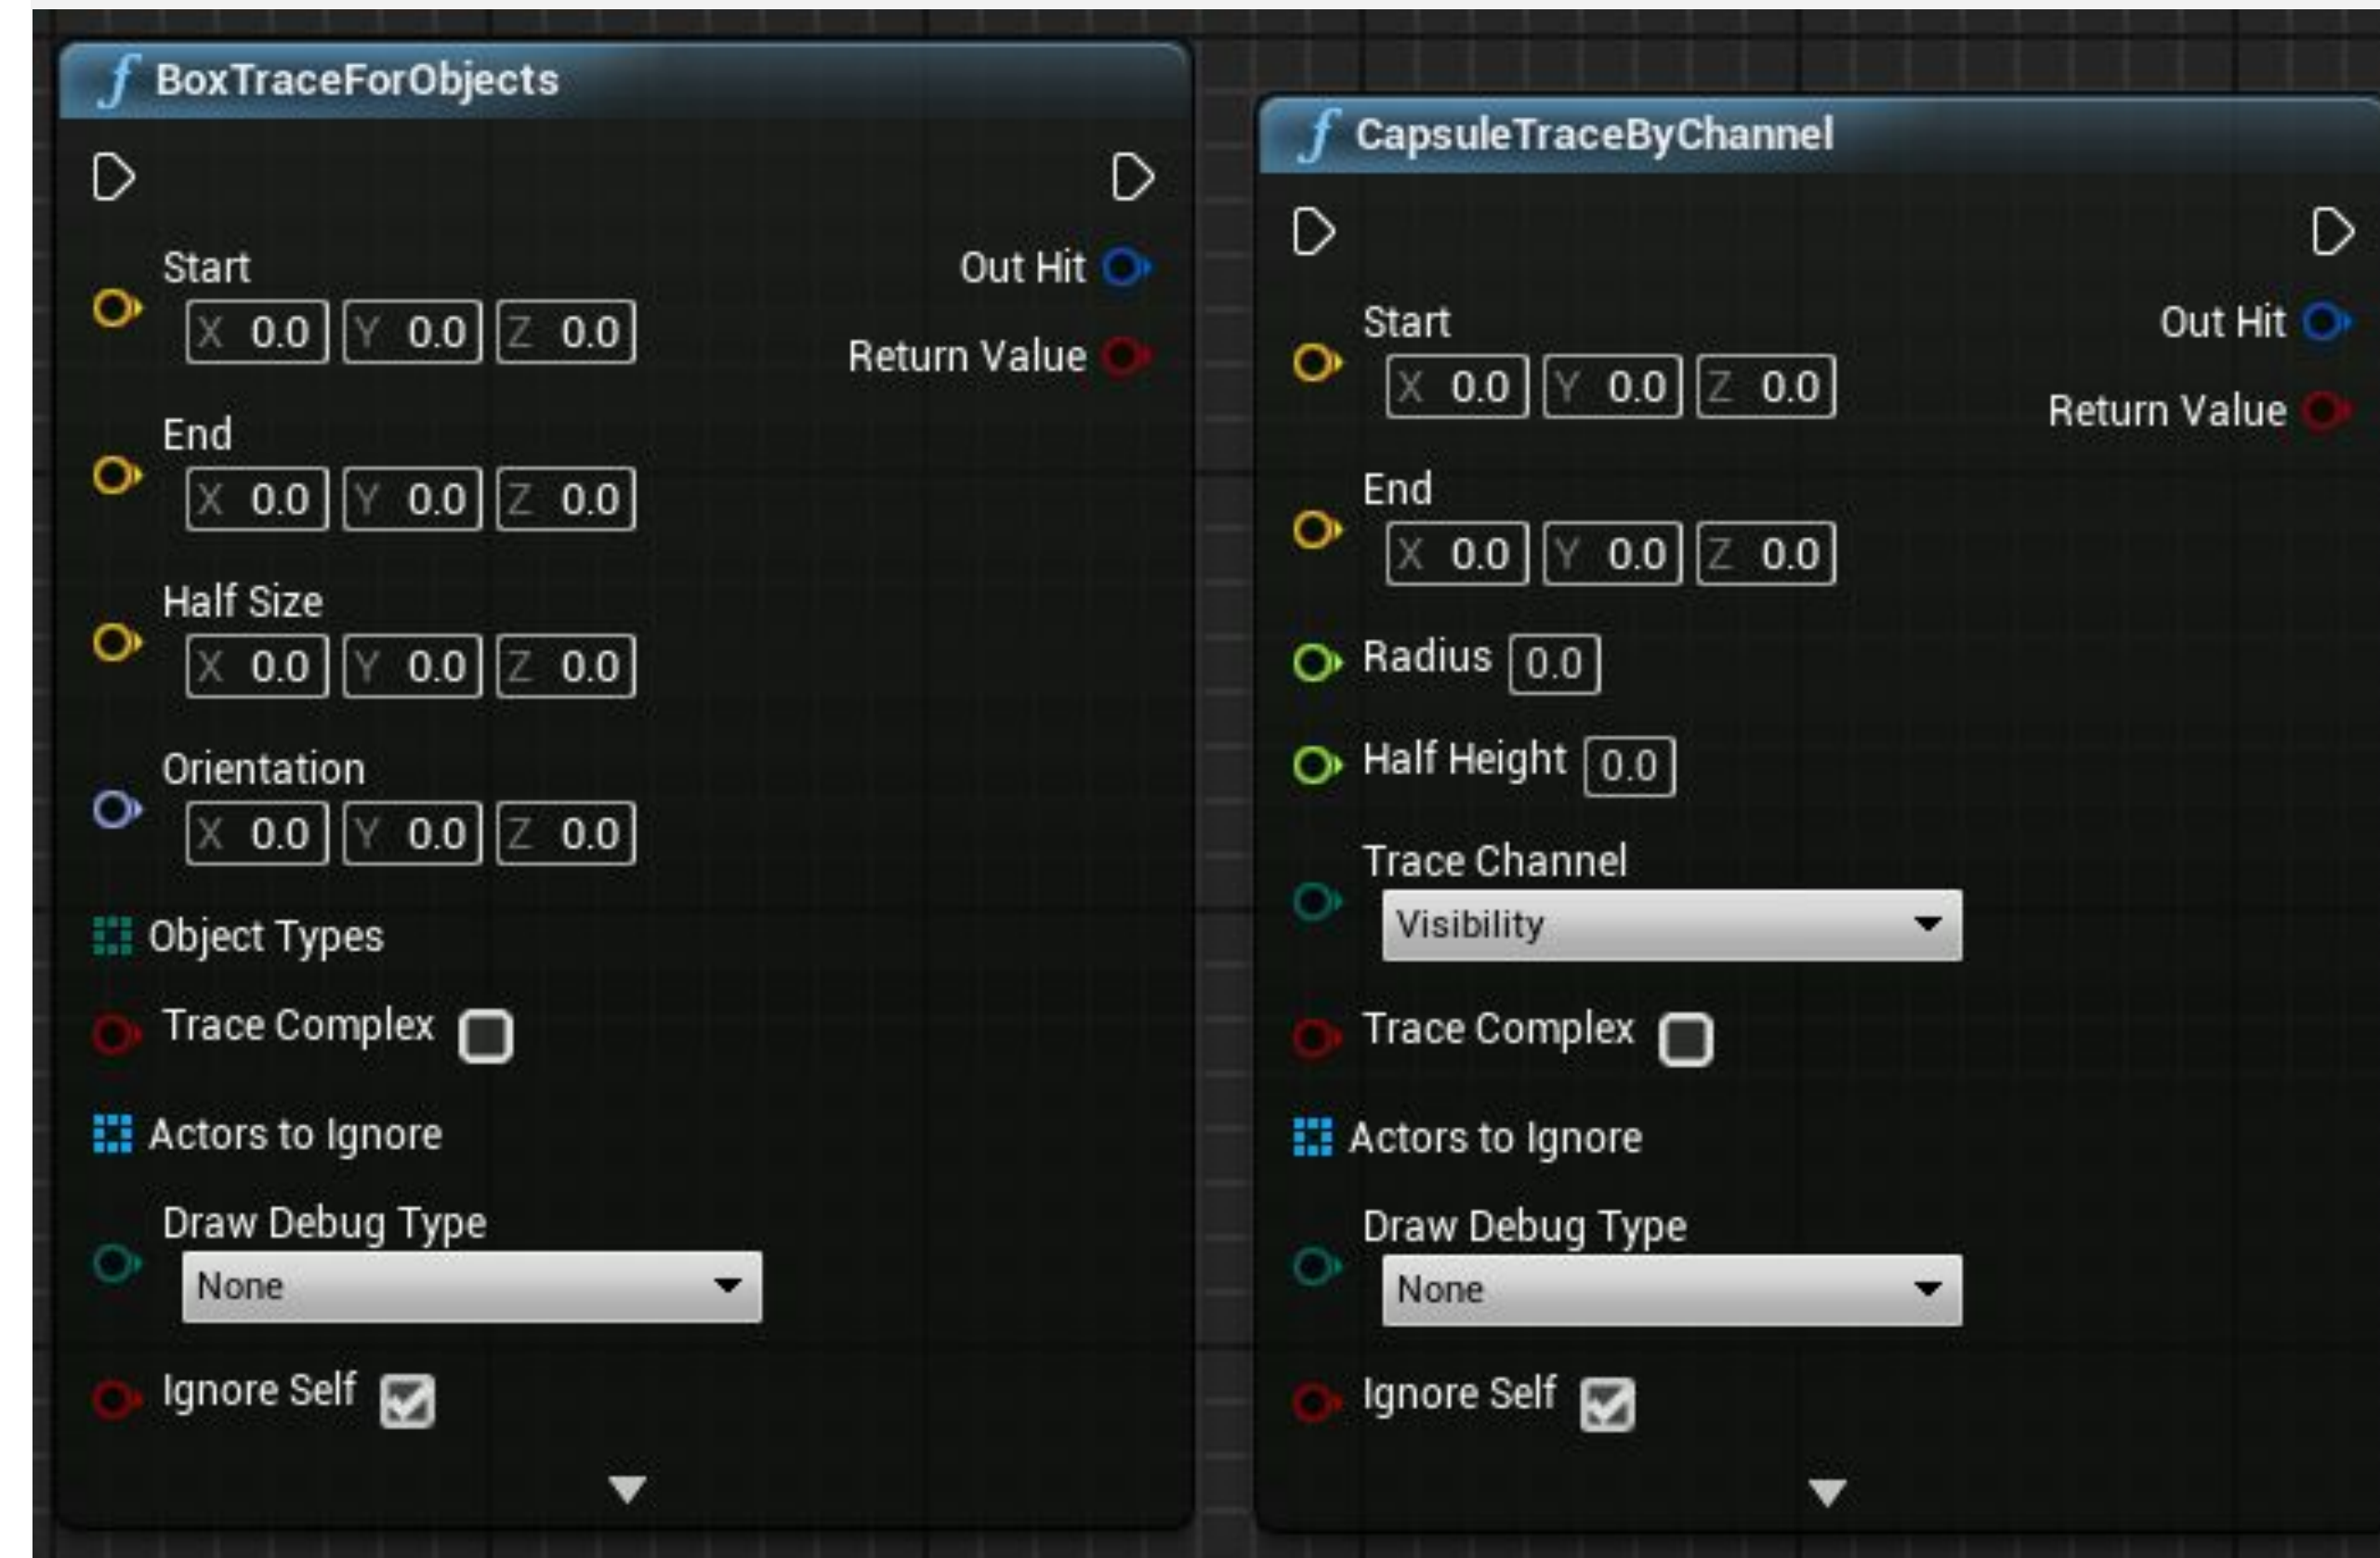 BoxTraceForObjects
Start
X 0.0 Y 0.0 Z 0.0
Out Hit
Return Value
End
X 0.0 Y 0.0 Z 0.0
Half Size
X 0.0 Y 0.0 Z 0.0
Orientation
X 0.0 Y 0.0 Z 0.0
Object Types
Trace Complex
Actors to Ignore
Draw Debug Type
None
Ignore Self
CapsuleTraceByChannel
Start
X 0.0 Y 0.0 Z 0.0
Out Hit
Return Value
End
X 0.0 Y 0.0 Z 0.0
Radius 0.0
Half Height 0.0
Trace Channel
Visibility
Trace Complex
Actors to Ignore
Draw Debug Type
None
Ignore Self